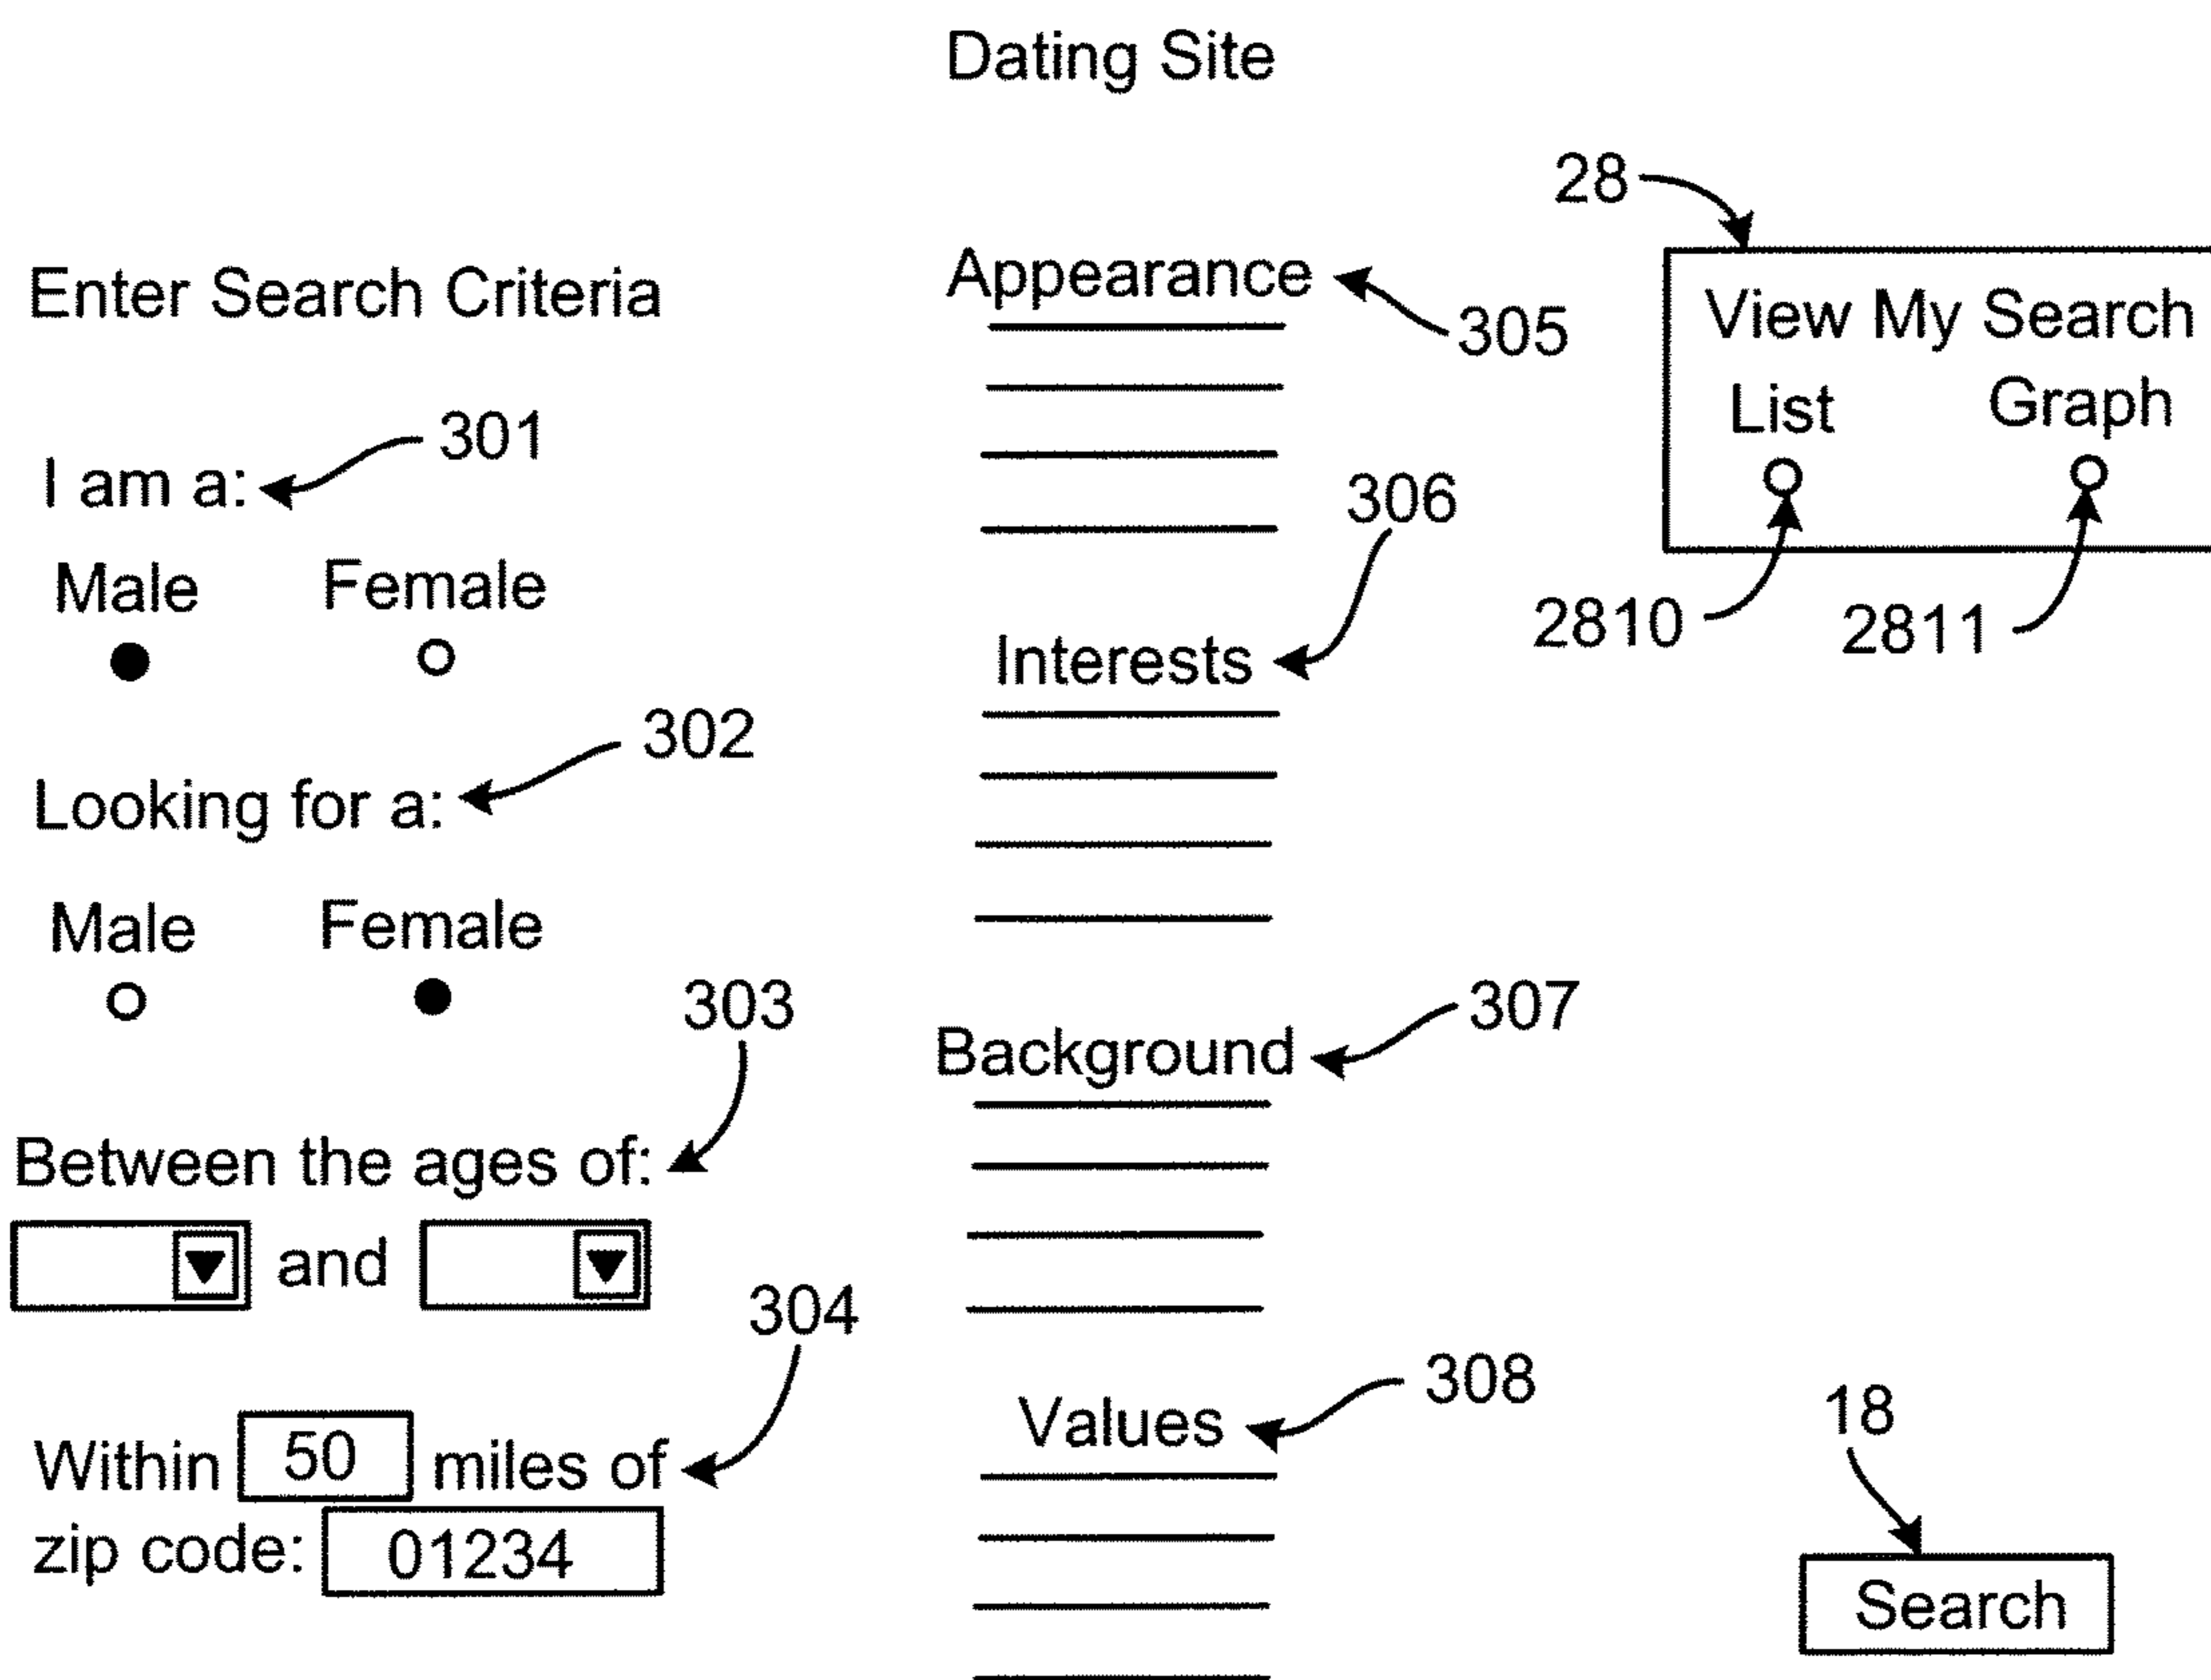 Dating Site
Enter Search Criteria
301
I am a:
Male Female
302
Looking for a:
Male Female
303
Between the ages of:
and
304
Within 50 miles of
zip code: 01234
Appearance
305
306
Interests
307
Background
308
Values
28
View My Search
List Graph
2810 2811
18
Search